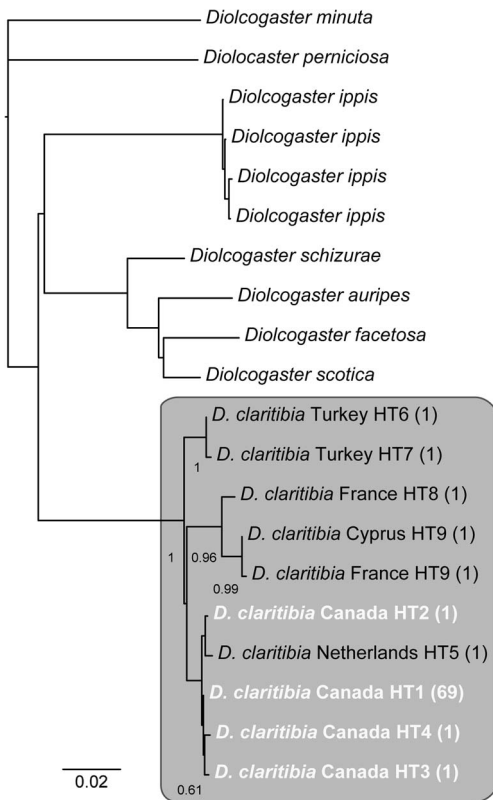 Diolcogaster minuta
Diolocaster perniciosa
Diolcogaster ippis
Diolcogaster ippis
Diolcogaster ippis
Diolcogaster ippis
Diolcogaster schizurae
Diolcogaster auripes
Diolcogaster facetosa
Diolcogaster scotica
D. claritibia Turkey HT6 (1)
D. claritibia Turkey HT7 (1)
1
D. claritibia France HT8 (1)
D. claritibia Cyprus HT9 (1)
1
0.96
D. claritibia France HT9 (1)
0.99
D. claritibia Canada HT2 (1)
D. claritibia Netherlands HT5 (1)
D. claritibia Canada HT1 (69)
D. claritibia Canada HT4 (1)
D. claritibia Canada HT3 (1)
0.02
0.61